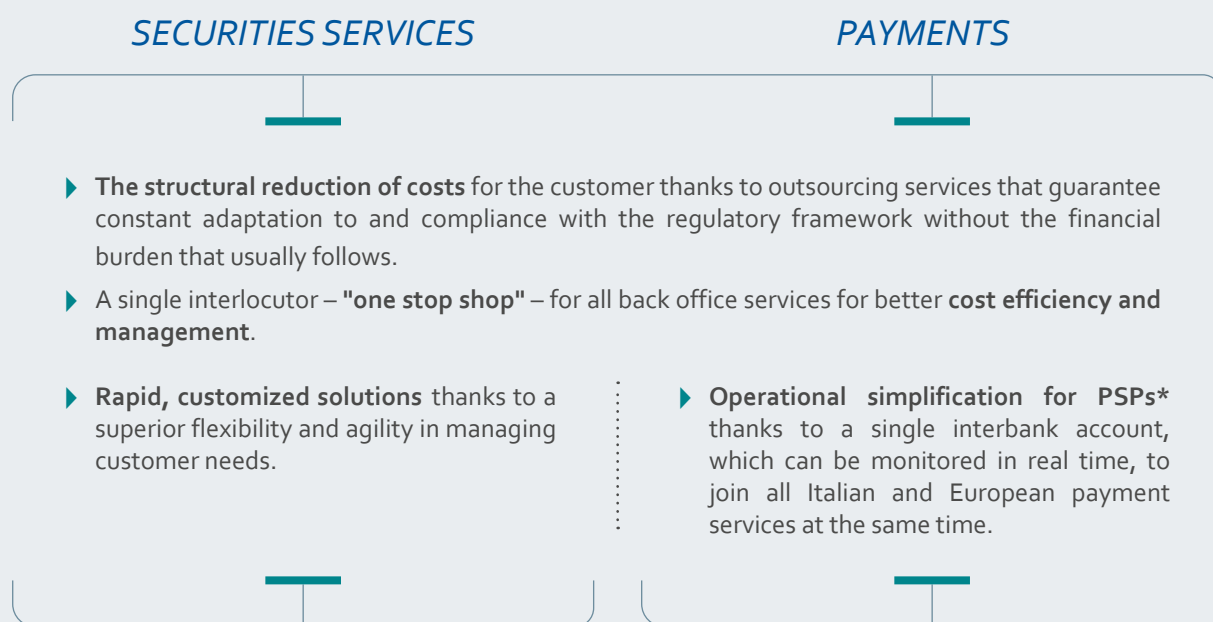 SECURITIES SERVICES
PAYMENTS
The structural reduction of costs for the customer thanks to outsourcing services that guarantee
constant adaptation to and compliance with the regulatory framework without the financial
burden that usually follows.
A single interlocutor – "one stop shop" – for all back office services for better cost efficiency and
management.
Rapid, customized solutions thanks to a
superior flexibility and agility in managing
customer needs.
Operational simplification for PSPs*
thanks to a single interbank account,
which can be monitored in real time, to
join all Italian and European payment
services at the same time.